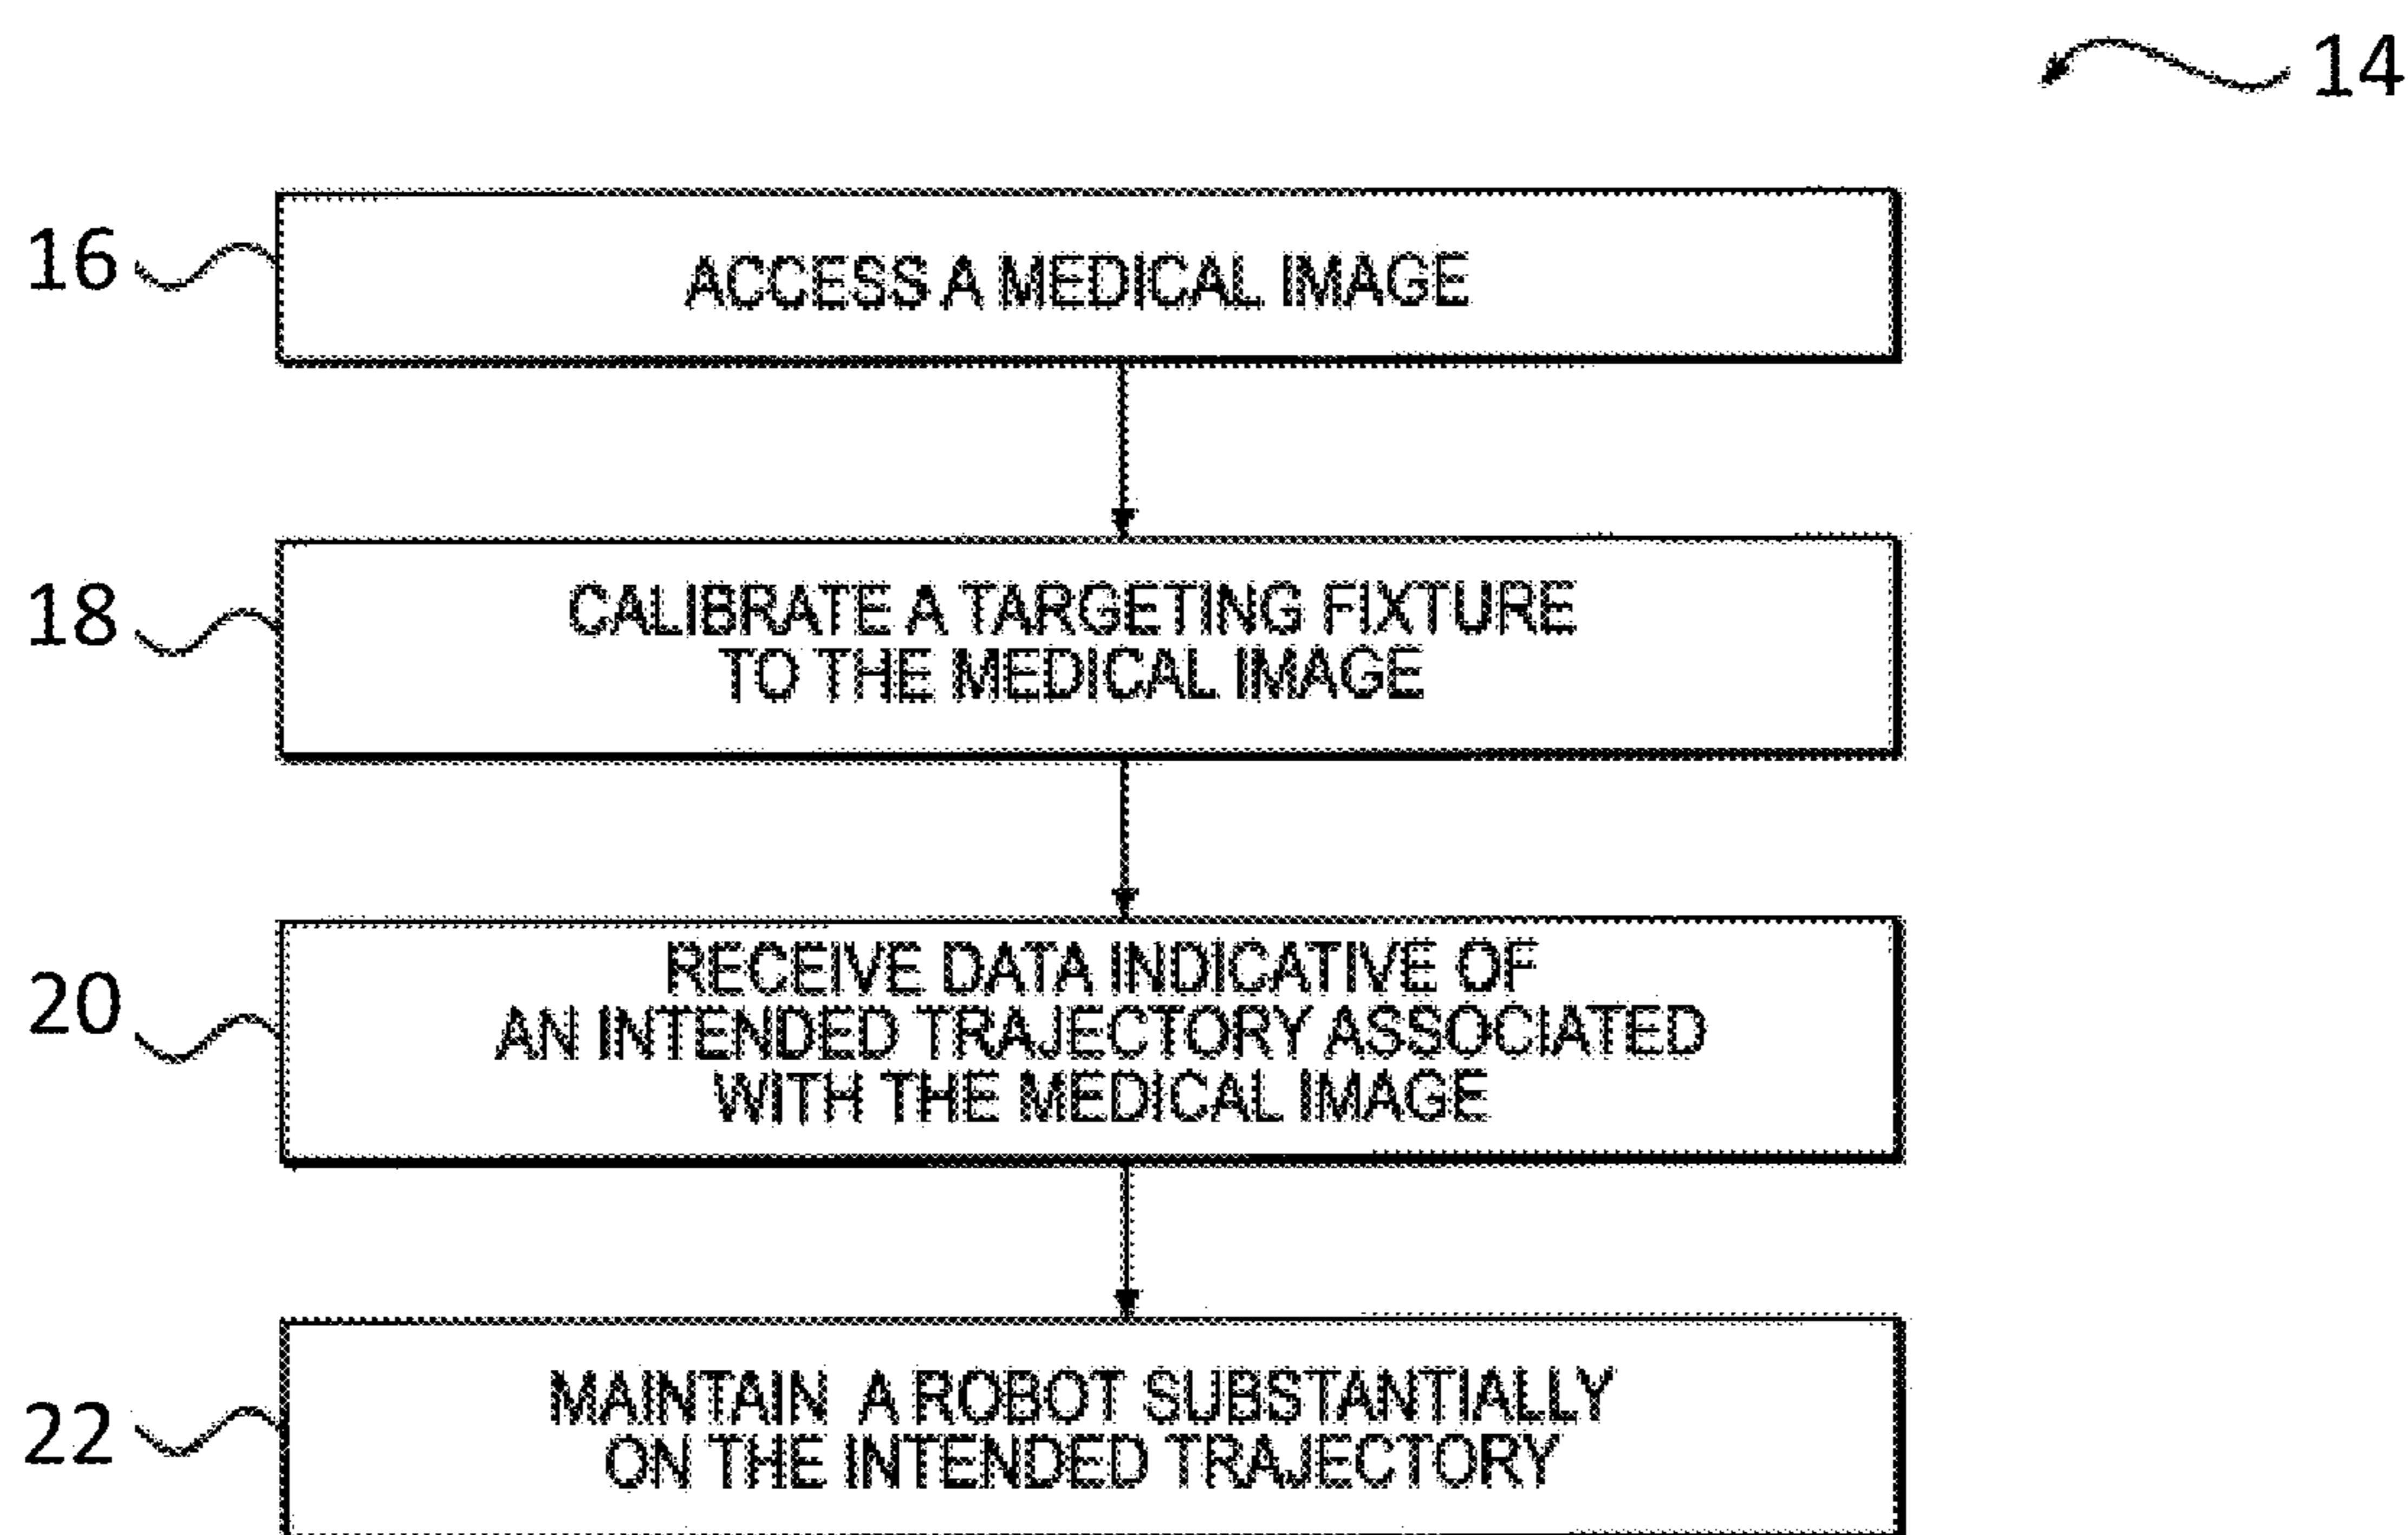 14
16
ACCESS A MEDICAL IMAGE
18
CALIBRATE A TARGETING FIXTURE
TO THE MEDICAL IMAGE
20
RECEIVE DATA INDICATIVE OF
AN INTENDED TRAJECTORY ASSOCIATED
WITH THE MEDICAL IMAGE
22
MAINTAIN A ROBOT SUBSTANTIALLY
ON THE INTENDED TRAJECTORY